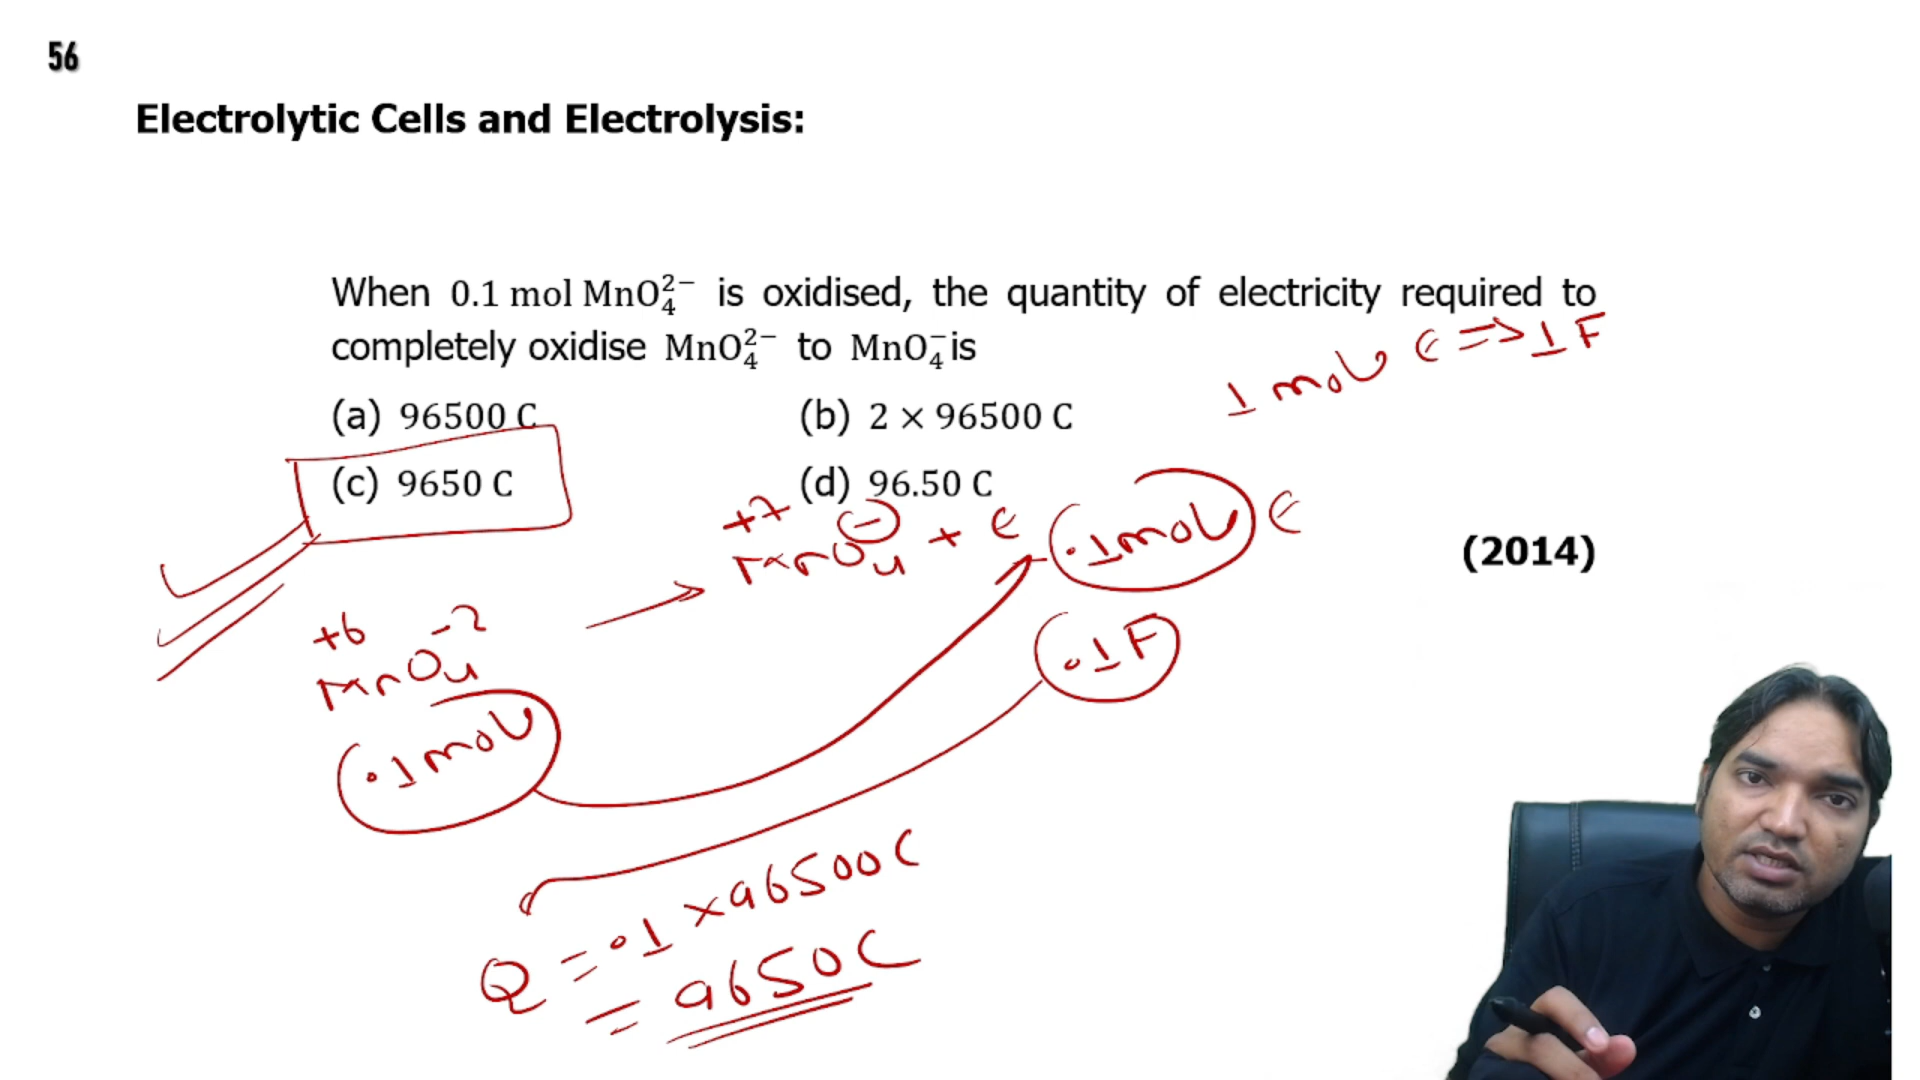 56
Electrolytic Cells and Electrolysis:
When 0.1 mol MnO₄²⁻ is oxidised, the quantity of electricity required to
completely oxidise MnO₄²⁻ to MnO₄⁻ is
(a) 96500 C (b) 2 × 96500 C
(c) 9650 C (d) 96.50 C
(2014)
1 mol e ⇒ 1 F
+6 -2
MnO4
→
+7
MnO4⁻ + e
.1 mol e
.1 mol
.1F
Q = .1 × 96500 C
= 9650 C